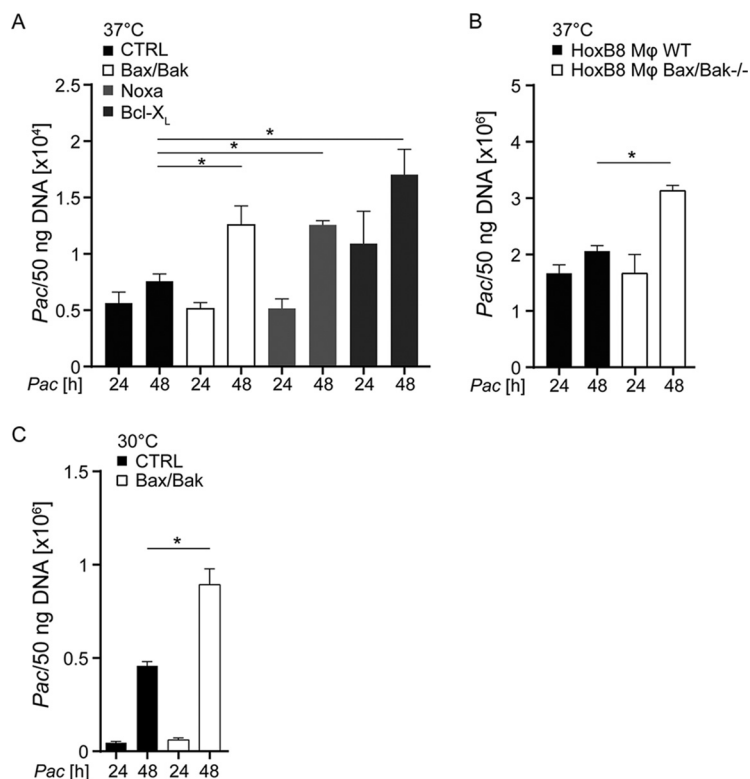 A
37°C
CTRL
Bax/Bak
Noxa
Bcl-XL
Pac/50 ng DNA [x10⁴]
2.5
2
1.5
1
0.5
0
* * *
Pac [h] 24 48 24 48 24 48 24 48
B
37°C
HoxB8 Mφ WT
HoxB8 Mφ Bax/Bak-/-
Pac/50 ng DNA [x10⁶]
5
3
2
1
0
*
Pac [h] 24 48 24 48
C
30°C
CTRL
Bax/Bak
Pac/50 ng DNA [x10⁶]
1.5
1
0.5
0
*
Pac [h] 24 48 24 48